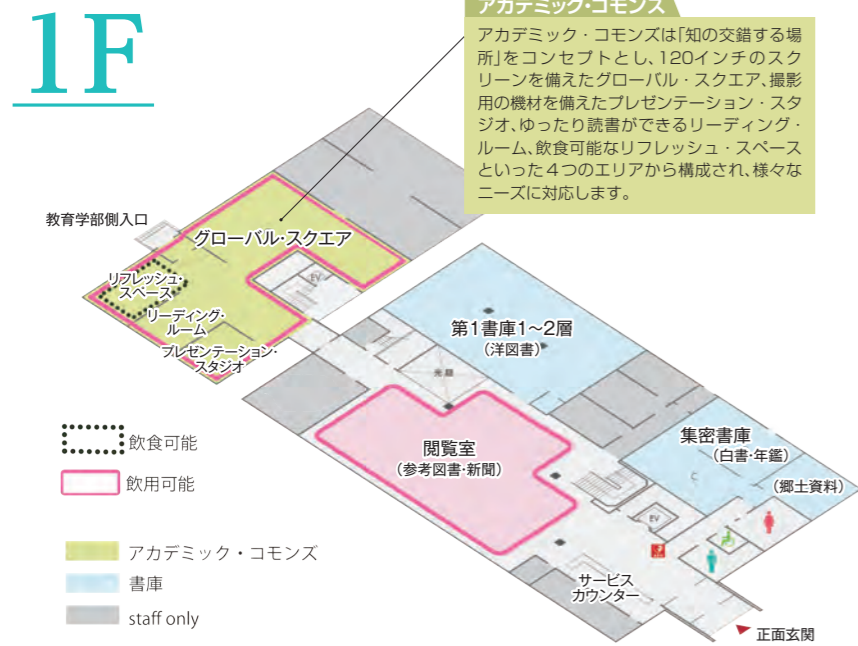 1F
アカデミック・コモンズ
アカデミック・コモンズは「知の交錯する場
所」をコンセプトとし、120インチのスク
リーンを備えたグローバル・スクエア、撮影
用の機材を備えたプレゼンテーション・スタ
ジオ、ゆったり読書ができるリーディング・
ルーム、飲食可能なリフレッシュ・スペース
といった4つのエリアから構成され、様々な
ニーズに対応します。
教育学部側入口
グローバル・スクエア
EV
リフレッシュ・
スペース
リーディング・
ルーム
プレゼンテーション・
スタジオ
第1書庫1~2層
(洋図書)
光庭
閲覧室
(参考図書・新聞)
集密書庫
(白書・年鑑)
(郷土資料)
EV
サービス
カウンター
正面玄関
飲食可能
飲用可能
アカデミック・コモンズ
書庫
staff only